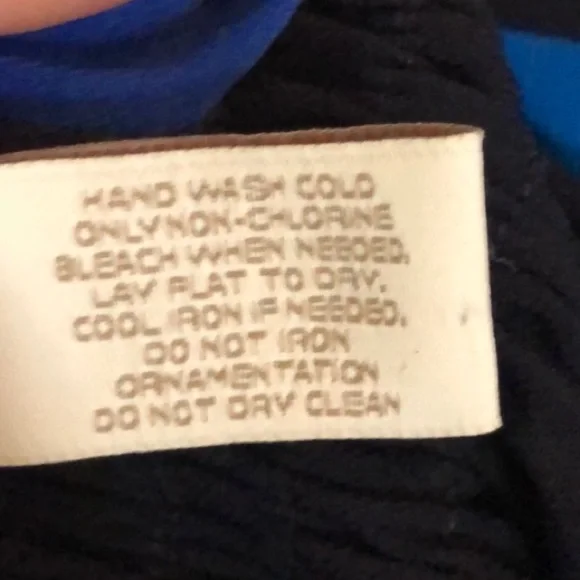 HAND WASH COLD
ONLY NON-CHLORINE
BLEACH WHEN NEEDED.
LAY FLAT TO DRY.
COOL IRON IF NEEDED.
DO NOT IRON
ORNAMENTATION
DO NOT DRY CLEAN